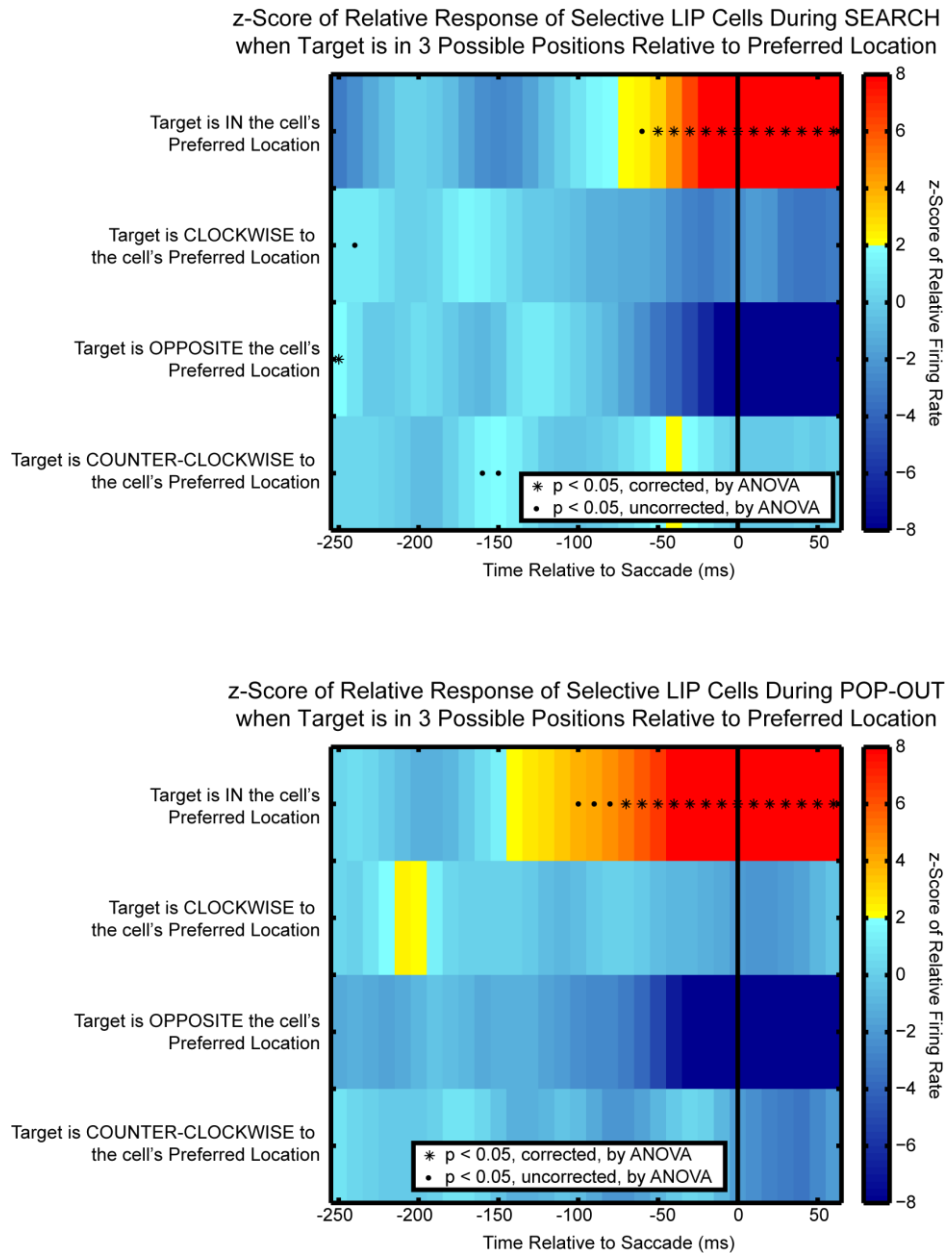 z-Score of Relative Response of Selective LIP Cells During SEARCH
when Target is in 3 Possible Positions Relative to Preferred Location
Target is IN the cell's
Preferred Location
Target is CLOCKWISE to
the cell's Preferred Location
Target is OPPOSITE the cell's
Preferred Location
Target is COUNTER-CLOCKWISE to
the cell's Preferred Location
* p < 0.05, corrected, by ANOVA
• p < 0.05, uncorrected, by ANOVA
-250 -200 -150 -100 -50 0 50
Time Relative to Saccade (ms)
8
6
4
2
0
−2
−4
−6
−8
z-Score of Relative Firing Rate
z-Score of Relative Response of Selective LIP Cells During POP-OUT
when Target is in 3 Possible Positions Relative to Preferred Location
Target is IN the cell's
Preferred Location
Target is CLOCKWISE to
the cell's Preferred Location
Target is OPPOSITE the cell's
Preferred Location
Target is COUNTER-CLOCKWISE to
the cell's Preferred Location
* p < 0.05, corrected, by ANOVA
• p < 0.05, uncorrected, by ANOVA
-250 -200 -150 -100 -50 0 50
Time Relative to Saccade (ms)
8
6
4
2
0
−2
−4
−6
−8
z-Score of Relative Firing Rate